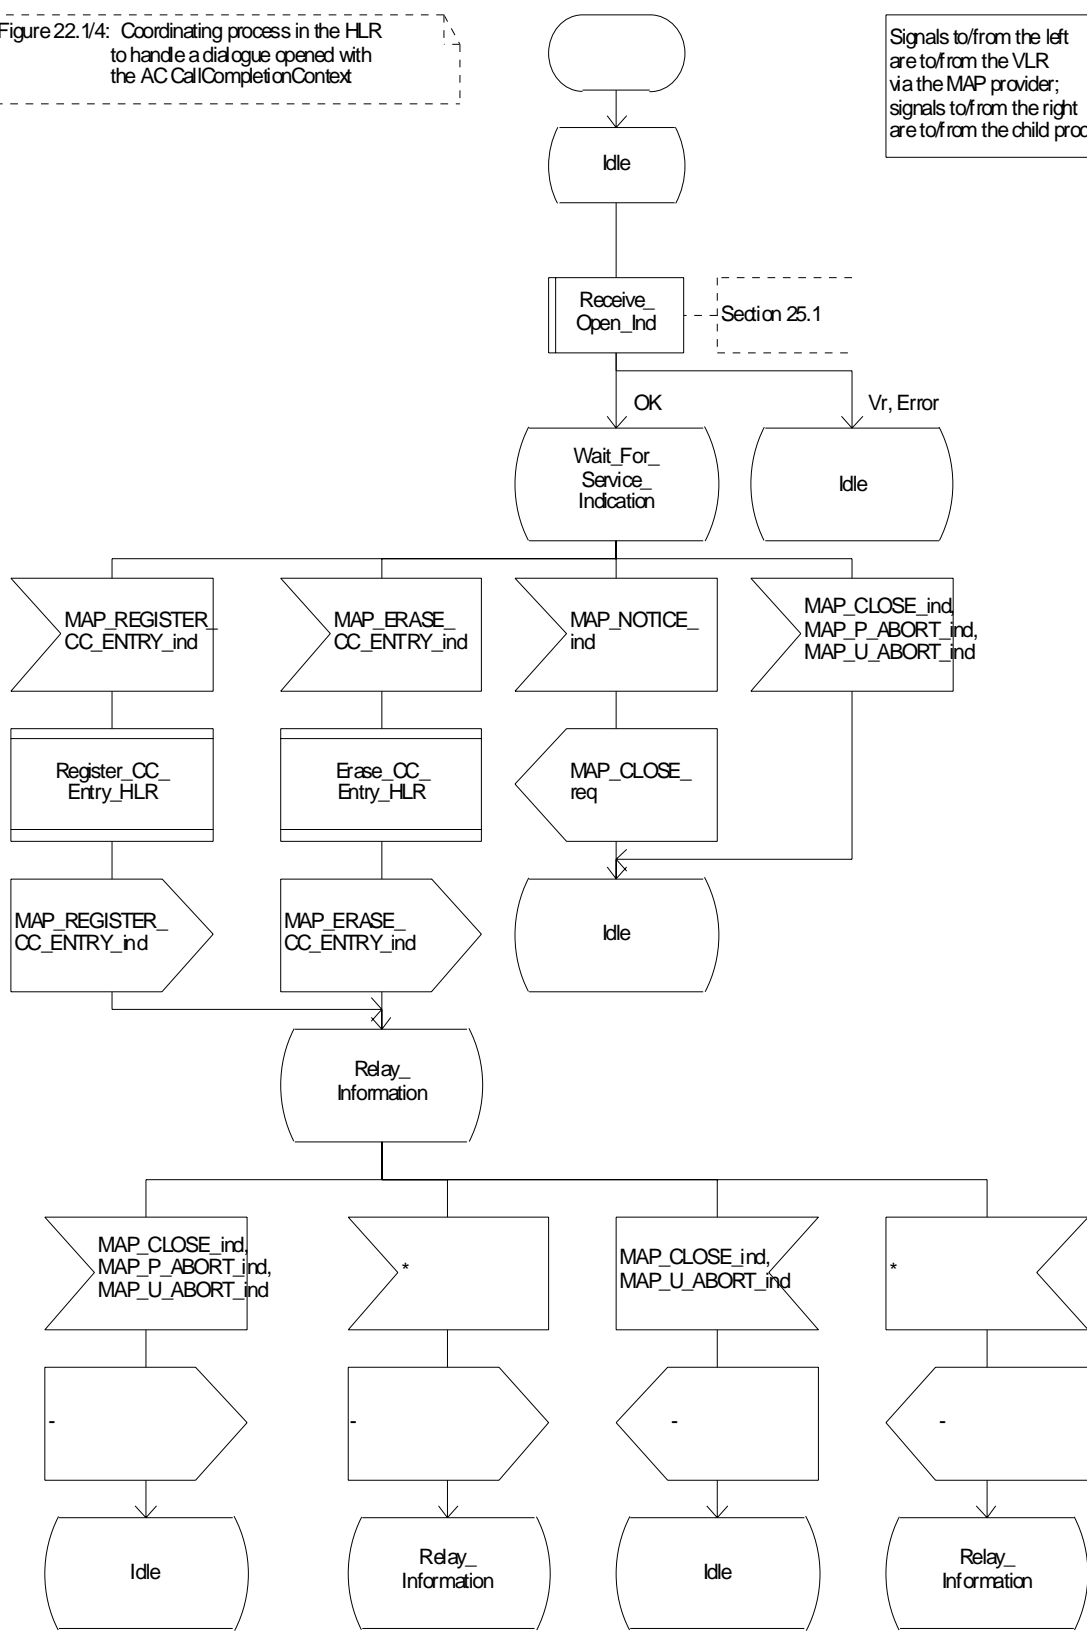 Figure 22.1/4: Coordinating process in the HLR
to handle a dialogue opened with
the AC CallCompletionContext
Signals to/from the left
are to/from the VLR
via the MAP provider;
signals to/from the right
are to/from the child
Idle
Receive_
Open_Ind
Section 25.1
OK
Vr, Error
Wait_For_
Service_
Indication
Idle
MAP_REGISTER_
CC_ENTRY_ind
MAP_ERASE_
CC_ENTRY_ind
MAP_NOTICE_
ind
MAP_CLOSE_ind,
MAP_P_ABORT_ind,
MAP_U_ABORT_ind
Register_CC_
Entry_HLR
Erase_CC_
Entry_HLR
MAP_CLOSE_
req
MAP_REGISTER_
CC_ENTRY_ind
MAP_ERASE_
CC_ENTRY_ind
Idle
Relay_
Information
MAP_CLOSE_ind,
MAP_P_ABORT_ind,
MAP_U_ABORT_ind
*
MAP_CLOSE_ind,
MAP_U_ABORT_ind
*
-
-
-
-
Idle
Relay_
Information
Idle
Relay_
Information